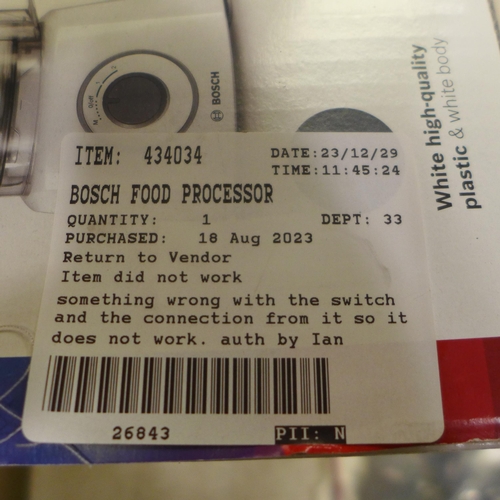 BOSCH
White high-quality
plastic & white body
ITEM: 434034
DATE:23/12/29
TIME:11:45:24
BOSCH FOOD PROCESSOR
QUANTITY: 1 DEPT: 33
PURCHASED: 18 Aug 2023
Return to Vendor
Item did not work
something wrong with the switch
and the connection from it so it
does not work. auth by Ian
26843 PII: N